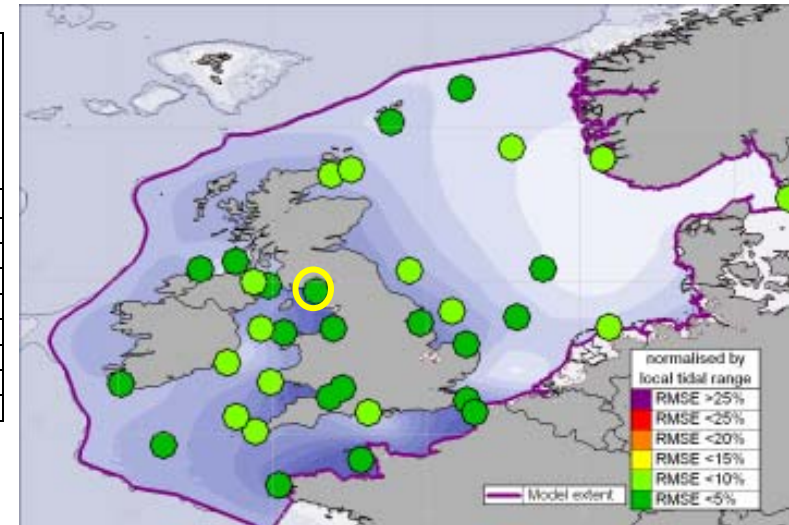 normalised by
local tidal range
RMSE >25%
RMSE <25%
RMSE <20%
RMSE <15%
RMSE <10%
RMSE <5%
Model extent